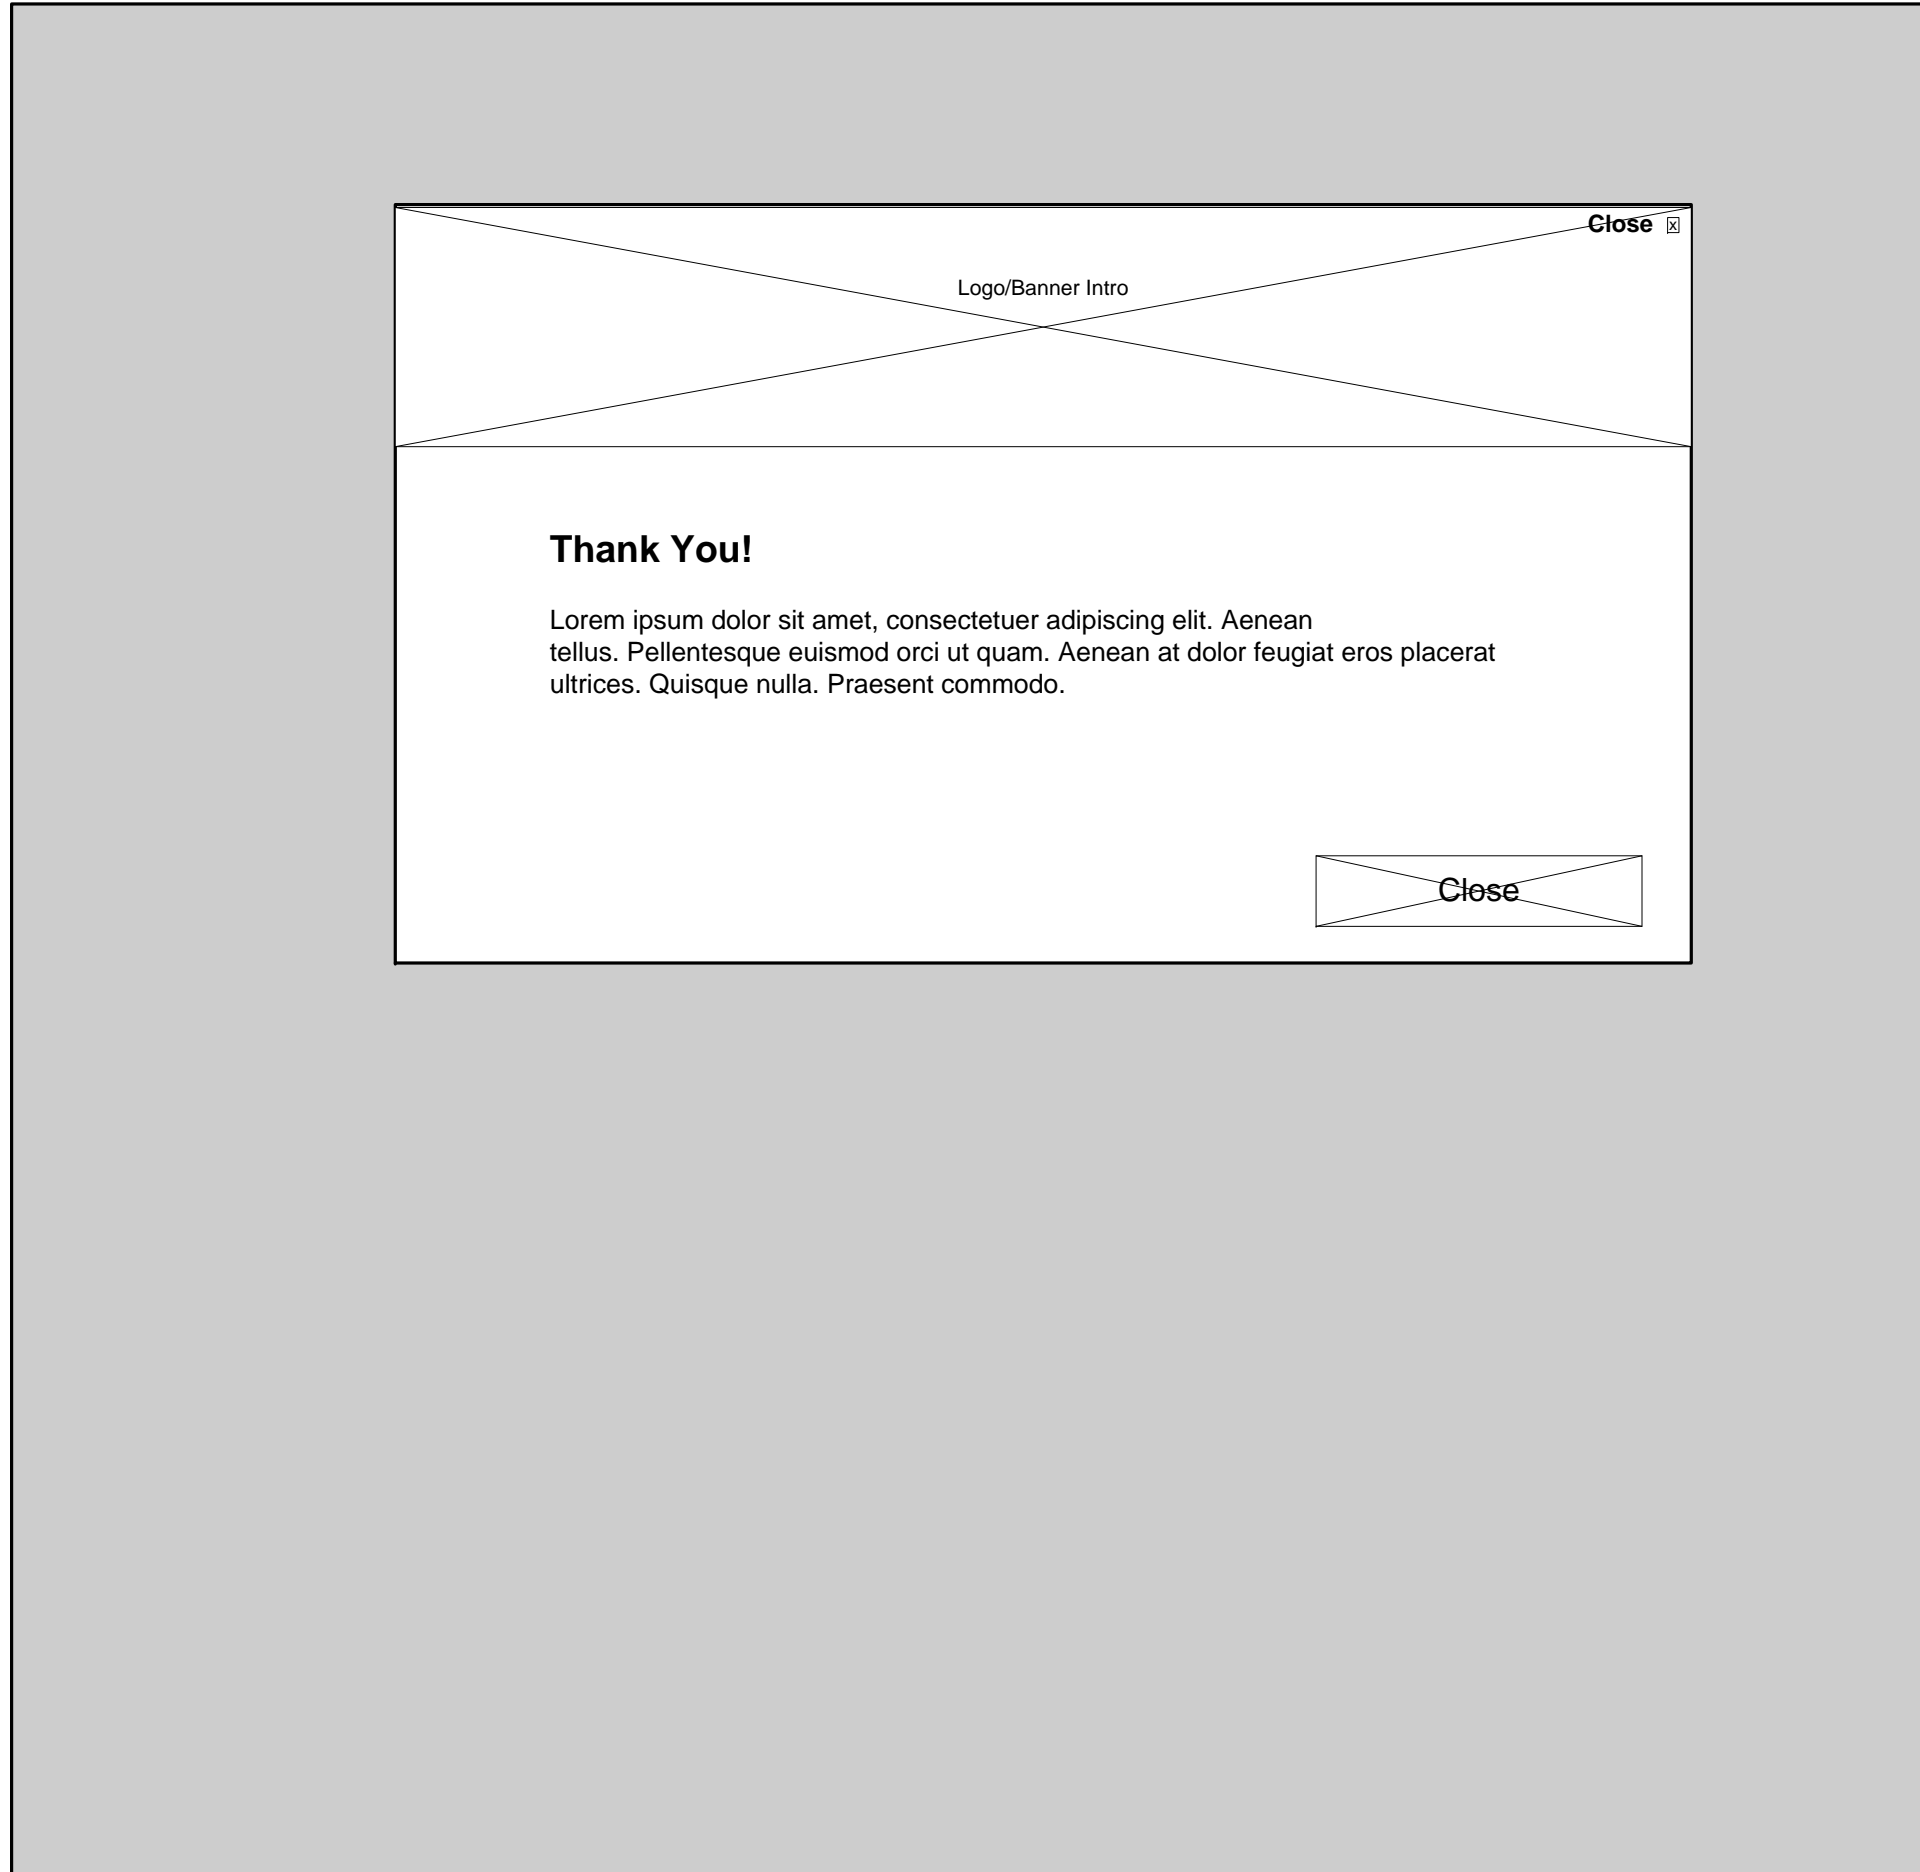 Close x
Logo/Banner Intro
Thank You!
Lorem ipsum dolor sit amet, consectetuer adipiscing elit. Aenean
tellus. Pellentesque euismod orci ut quam. Aenean at dolor feugiat eros placerat
ultrices. Quisque nulla. Praesent commodo.
Close